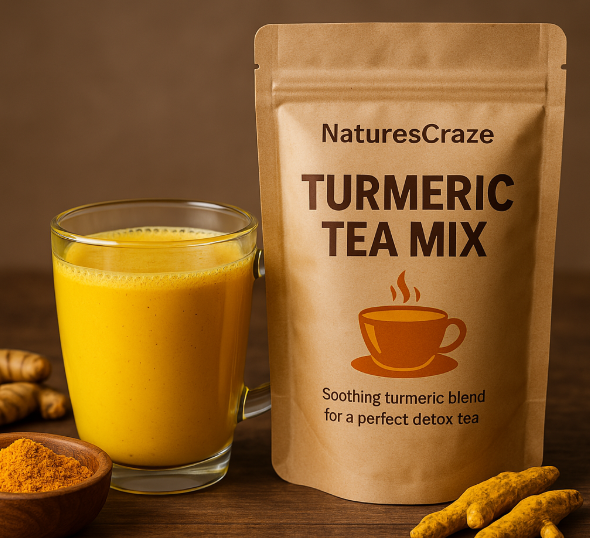 NaturesCraze
TURMERIC
TEA MIX
Soothing turmeric blend
for a perfect detox tea